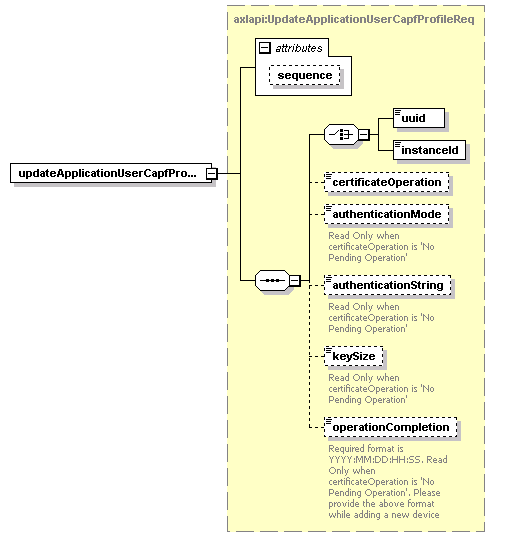 axlapi:UpdateApplicationUserCapfProfileReq
attributes
sequence
uuid
instanceId
updateApplicationUserCapfPro...
certificateOperation
authenticationMode
Read Only when
certificateOperation is 'No
Pending Operation'
authenticationString
Read Only when
certificateOperation is 'No
Pending Operation'
keySize
Read Only when
certificateOperation is 'No
Pending Operation'
operationCompletion
Required format is
YYYY:MM:DD:HH:SS. Read
Only when
certificateOperation is 'No
Pending Operation'. Please
provide the above format
while adding a new device